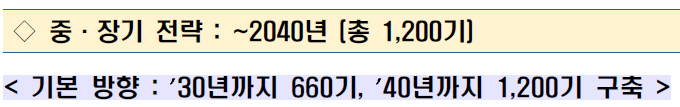 ◇ 중·장기 전략 : ~2040년 (총 1,200기)
< 기본 방향 : '30년까지 660기, '40년까지 1,200기 구축 >